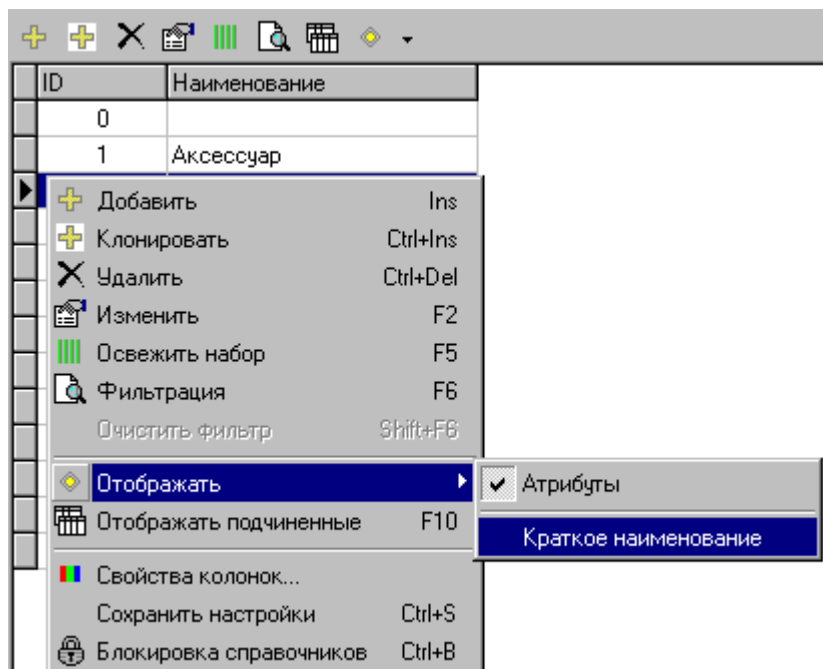 ID Наименование
0
1 Аксессуар
Добавить Ins
Клонировать Ctrl+Ins
Удалить Ctrl+Del
Изменить F2
Освежить набор F5
Фильтрация F6
Очистить фильтр Shift+F6
Отображать
Атрибуты
Отображать подчиненные F10
Краткое наименование
Свойства колонок...
Сохранить настройки Ctrl+S
Блокировка справочников Ctrl+B